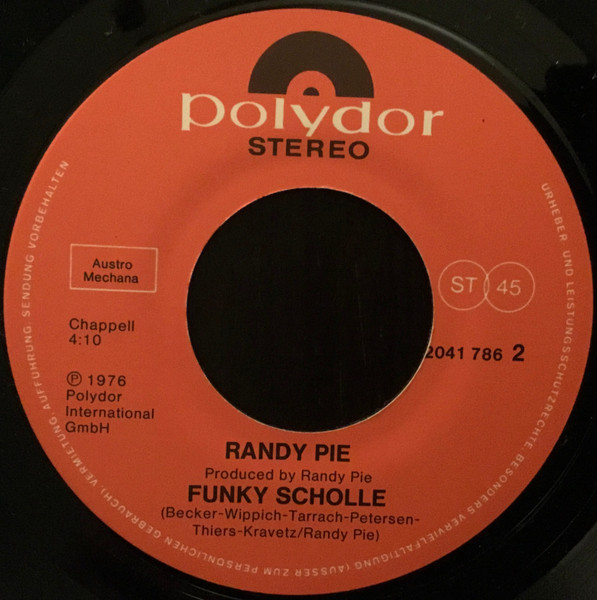 polydor
STEREO
Austro
Mechana
ST 45
Chappell
4:10
2041 786 2
℗ 1976
Polydor
International
GmbH
RANDY PIE
Produced by Randy Pie
FUNKY SCHOLLE
(Becker-Wippich-Tarrach-Petersen-
Thiers-Kravetz/Randy Pie)
URHEBER- UND LEISTUNGSSCHUTZRECHTE, BESONDERS VERVIELFÄLTIGUNG (AUSSER ZUM PERSÖNLICHEN GEBRAUCH), VERMIETUNG, AUFFÜHRUNG, SENDUNG VORBEHALTEN